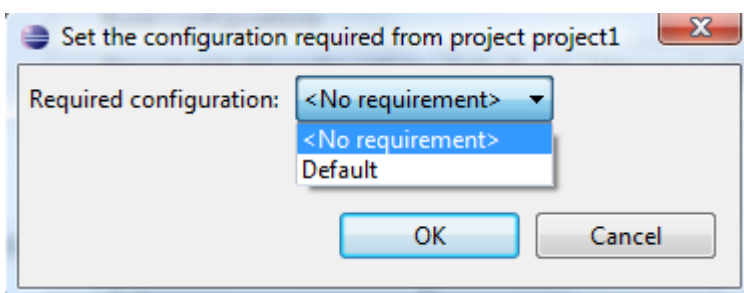 Set the configuration required from project project1
Required configuration: <No requirement>
<No requirement>
Default
OK Cancel